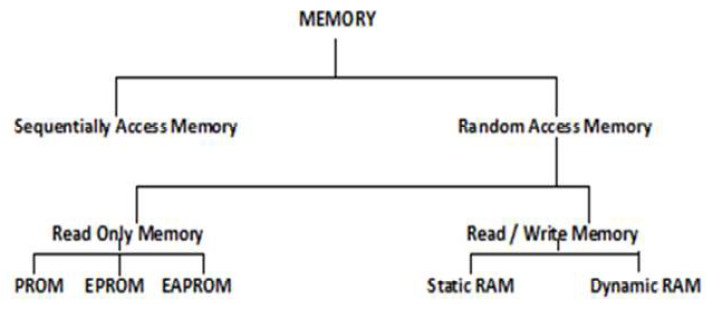 MEMORY
Sequentially Access Memory Random Access Memory
Read Only Memory Read / Write Memory
PROM EPROM EAPROM Static RAM Dynamic RAM